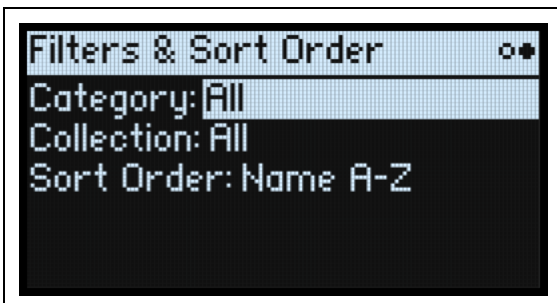 Filters & Sort Order
Category: All
Collection: All
Sort Order: Name A-Z